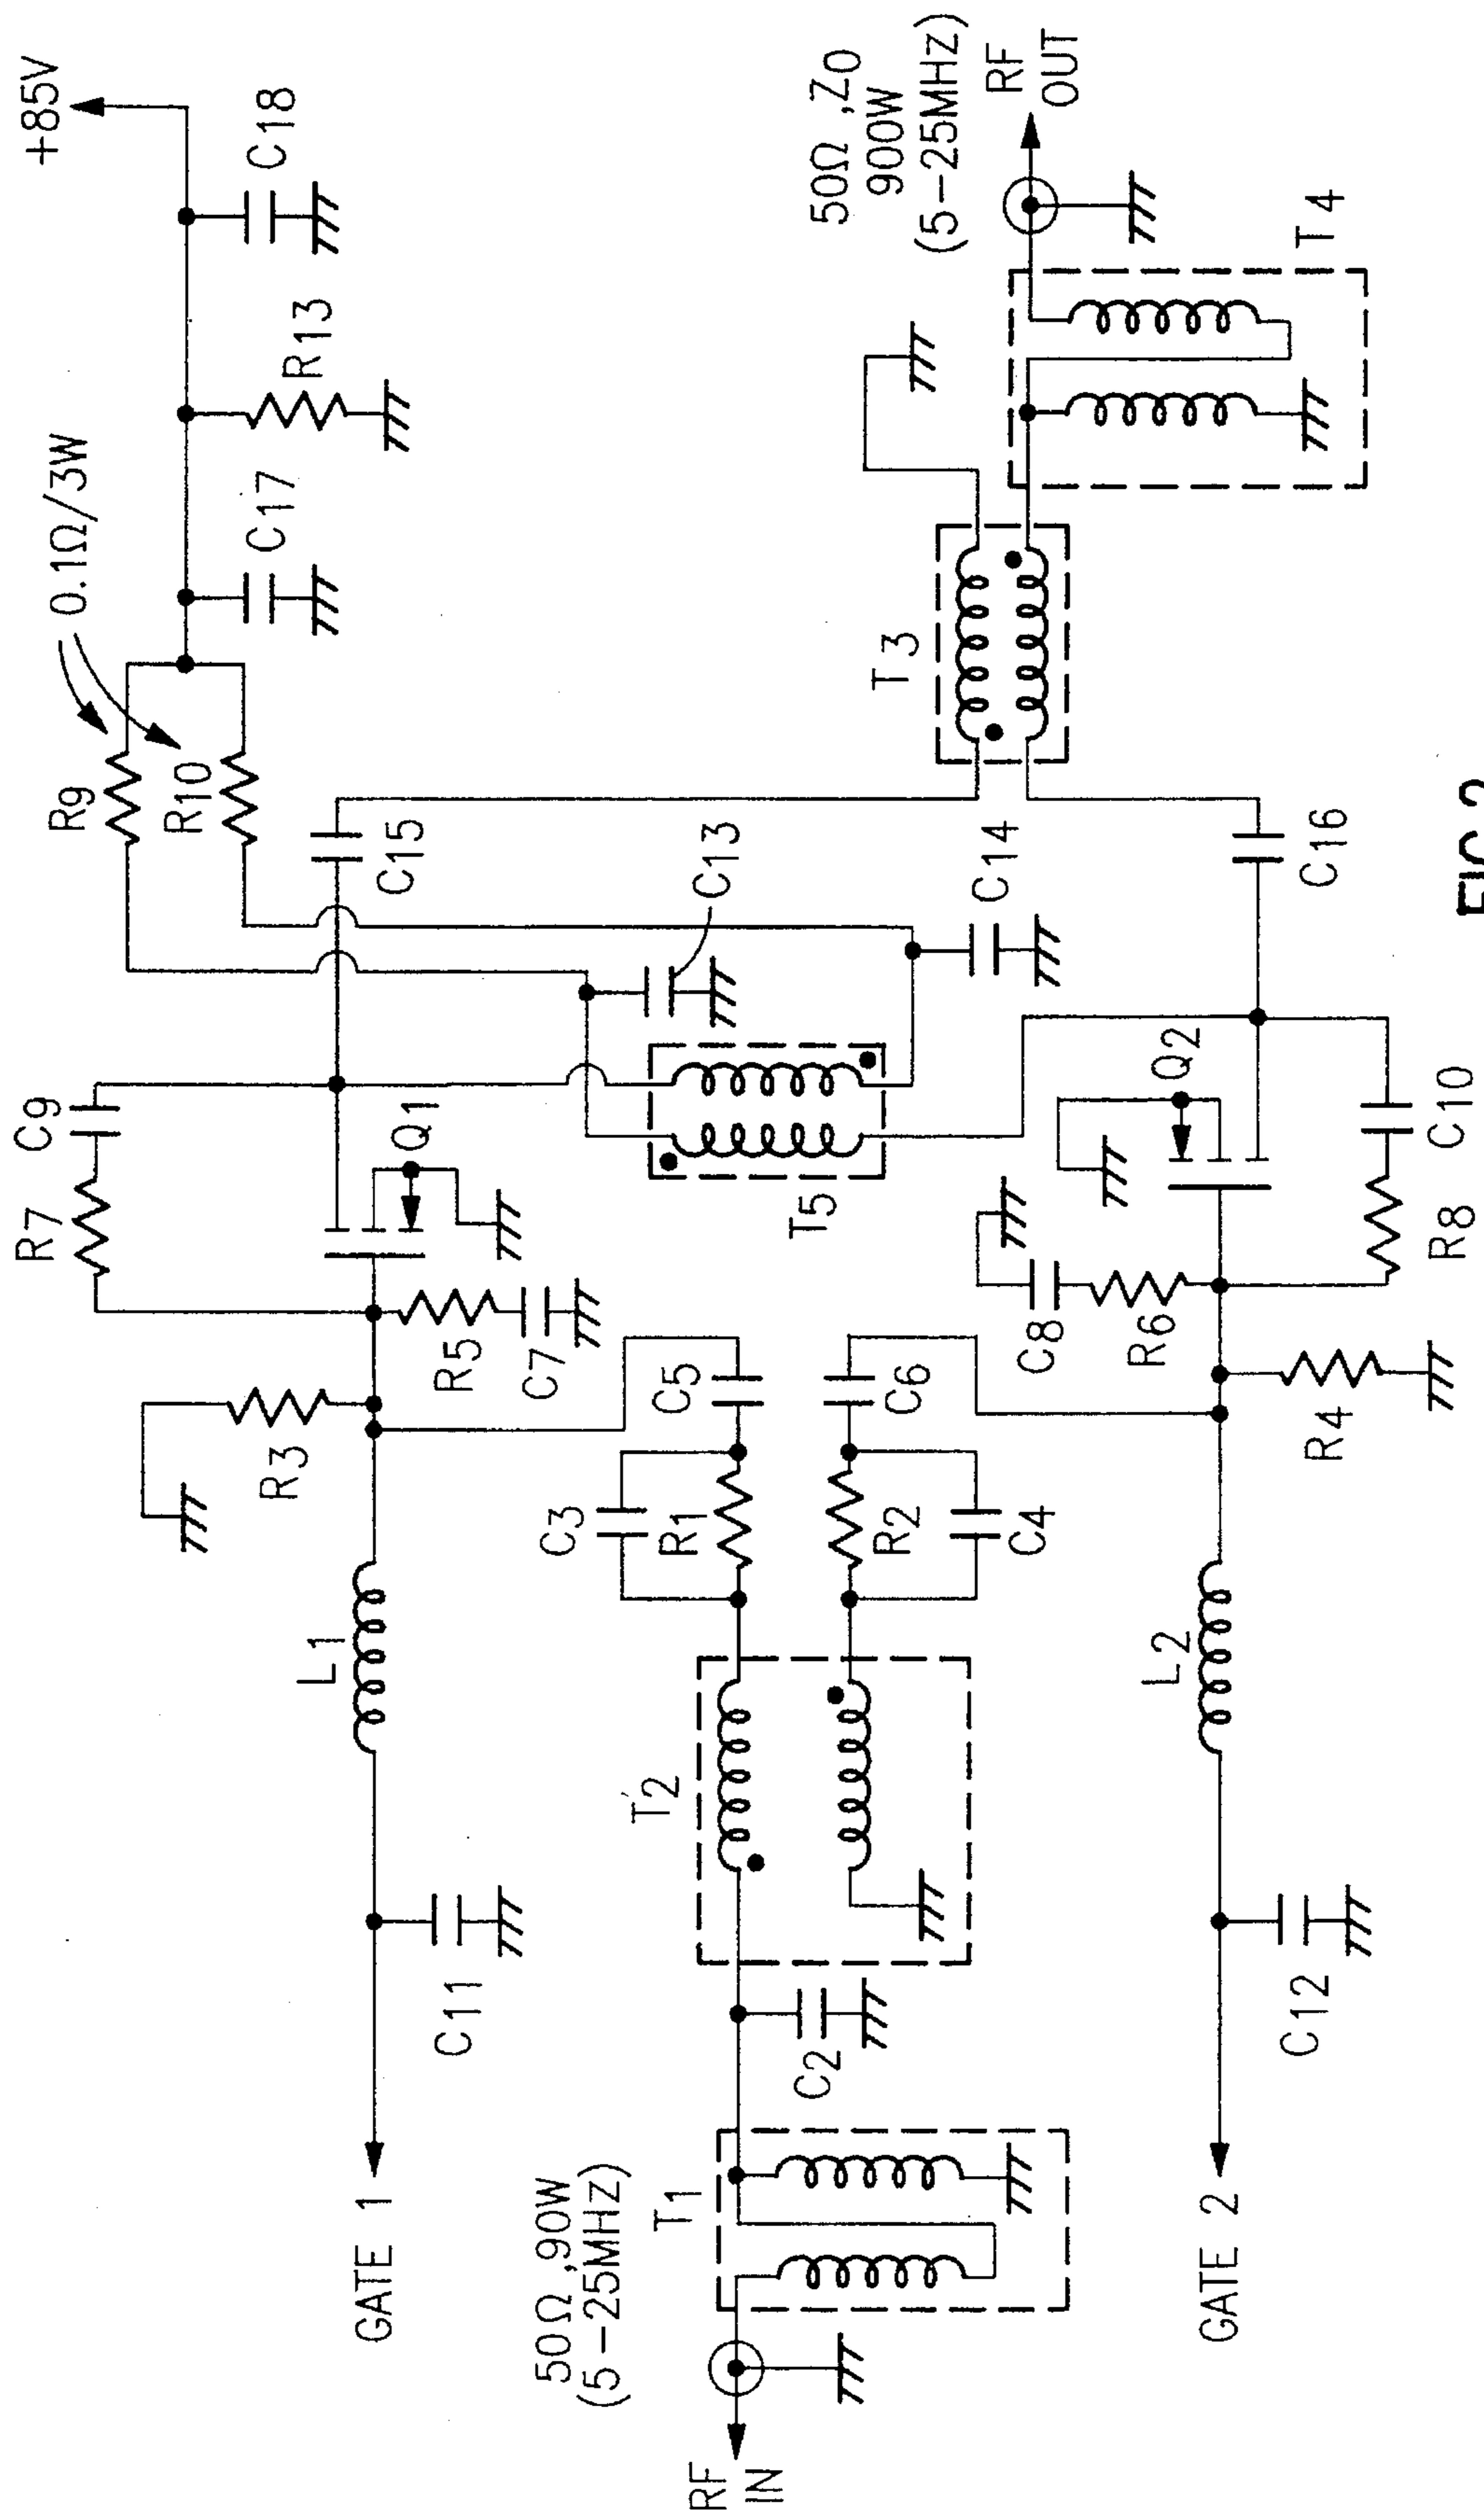 +85V
0.1Ω/3W
C18
R13
C17
R9
R10
C15
C13
C14
C16
C9
R7
Q1
T5
Q2
C10
R8
T3
T4
50Ω ,Z0
900W
(5-25MHz)
RF
OUT
R5
C7
C5
C6
C8
R6
R3
R4
C3
R1
R2
C4
L1
L2
T2
C11
C2
C12
T1
50Ω ,90W
(5-25MHz)
GATE 1
GATE 2
RF
IN